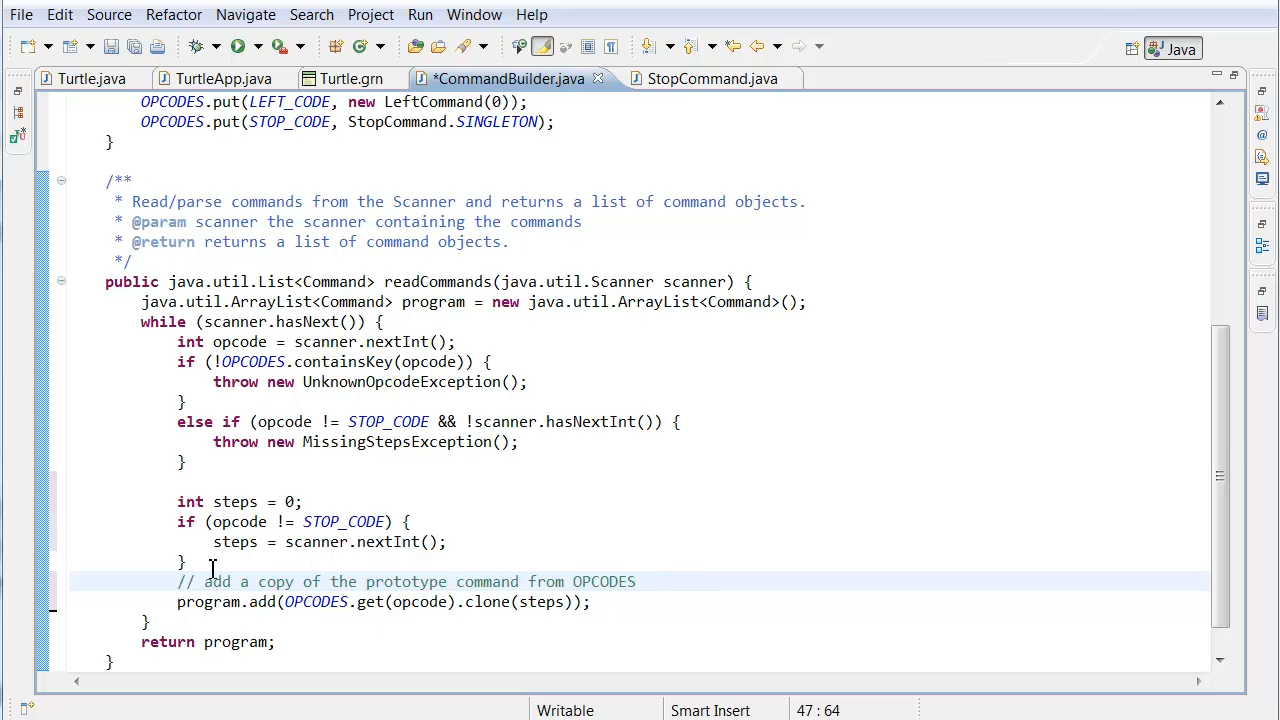 File Edit Source Refactor Navigate Search Project Run Window Help
Java
Turtle.java TurtleApp.java Turtle.grn *CommandBuilder.java StopCommand.java
OPCODES.put(LEFT_CODE, new LeftCommand(0));
OPCODES.put(STOP_CODE, StopCommand.SINGLETON);
}
/**
* Read/parse commands from the Scanner and returns a list of command objects.
* @param scanner the scanner containing the commands
* @return returns a list of command objects.
*/
public java.util.List<Command> readCommands(java.util.Scanner scanner) {
java.util.ArrayList<Command> program = new java.util.ArrayList<Command>();
while (scanner.hasNext()) {
int opcode = scanner.nextInt();
if (!OPCODES.containsKey(opcode)) {
throw new UnknownOpcodeException();
}
else if (opcode != STOP_CODE && !scanner.hasNextInt()) {
throw new MissingStepsException();
}
int steps = 0;
if (opcode != STOP_CODE) {
steps = scanner.nextInt();
}
// add a copy of the prototype command from OPCODES
program.add(OPCODES.get(opcode).clone(steps));
}
return program;
}
Writable Smart Insert 47 : 64